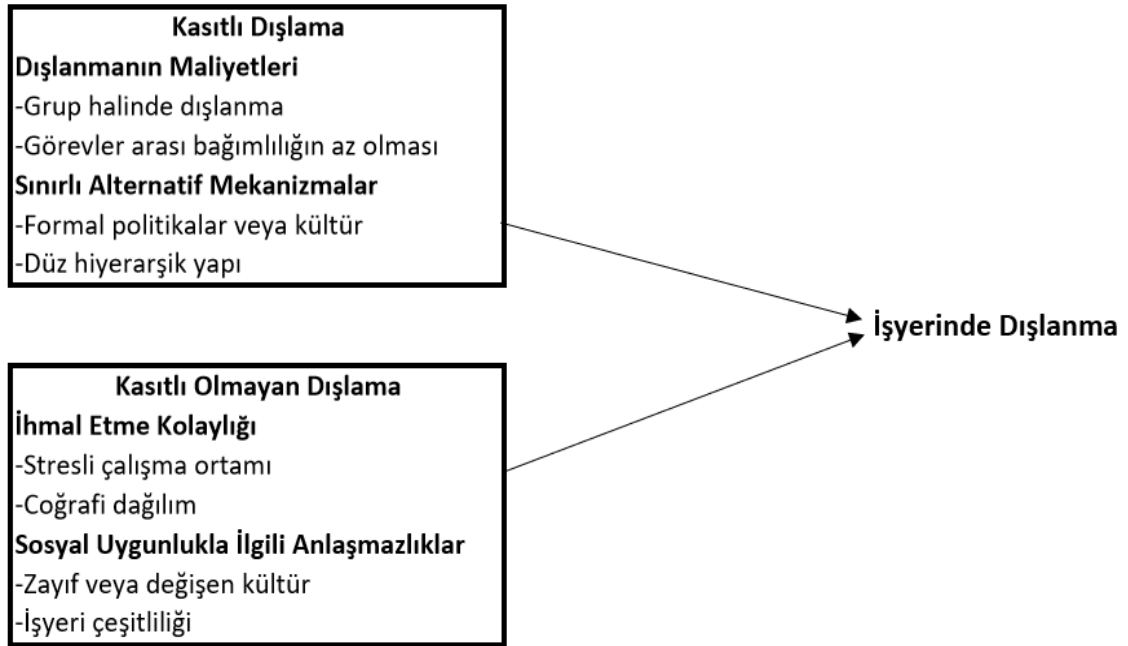 Kasıtlı Dışlama
Dışlanmanın Maliyetleri
-Grup halinde dışlanma
-Görevler arası bağımlılığın az olması
Sınırlı Alternatif Mekanizmalar
-Formal politikalar veya kültür
-Düz hiyerarşik yapı
İşyerinde Dışlanma
Kasıtlı Olmayan Dışlama
İhmal Etme Kolaylığı
-Stresli çalışma ortamı
-Coğrafi dağılım
Sosyal Uygunlukla İlgili Anlaşmazlıklar
-Zayıf veya değişen kültür
-İşyeri çeşitliliği